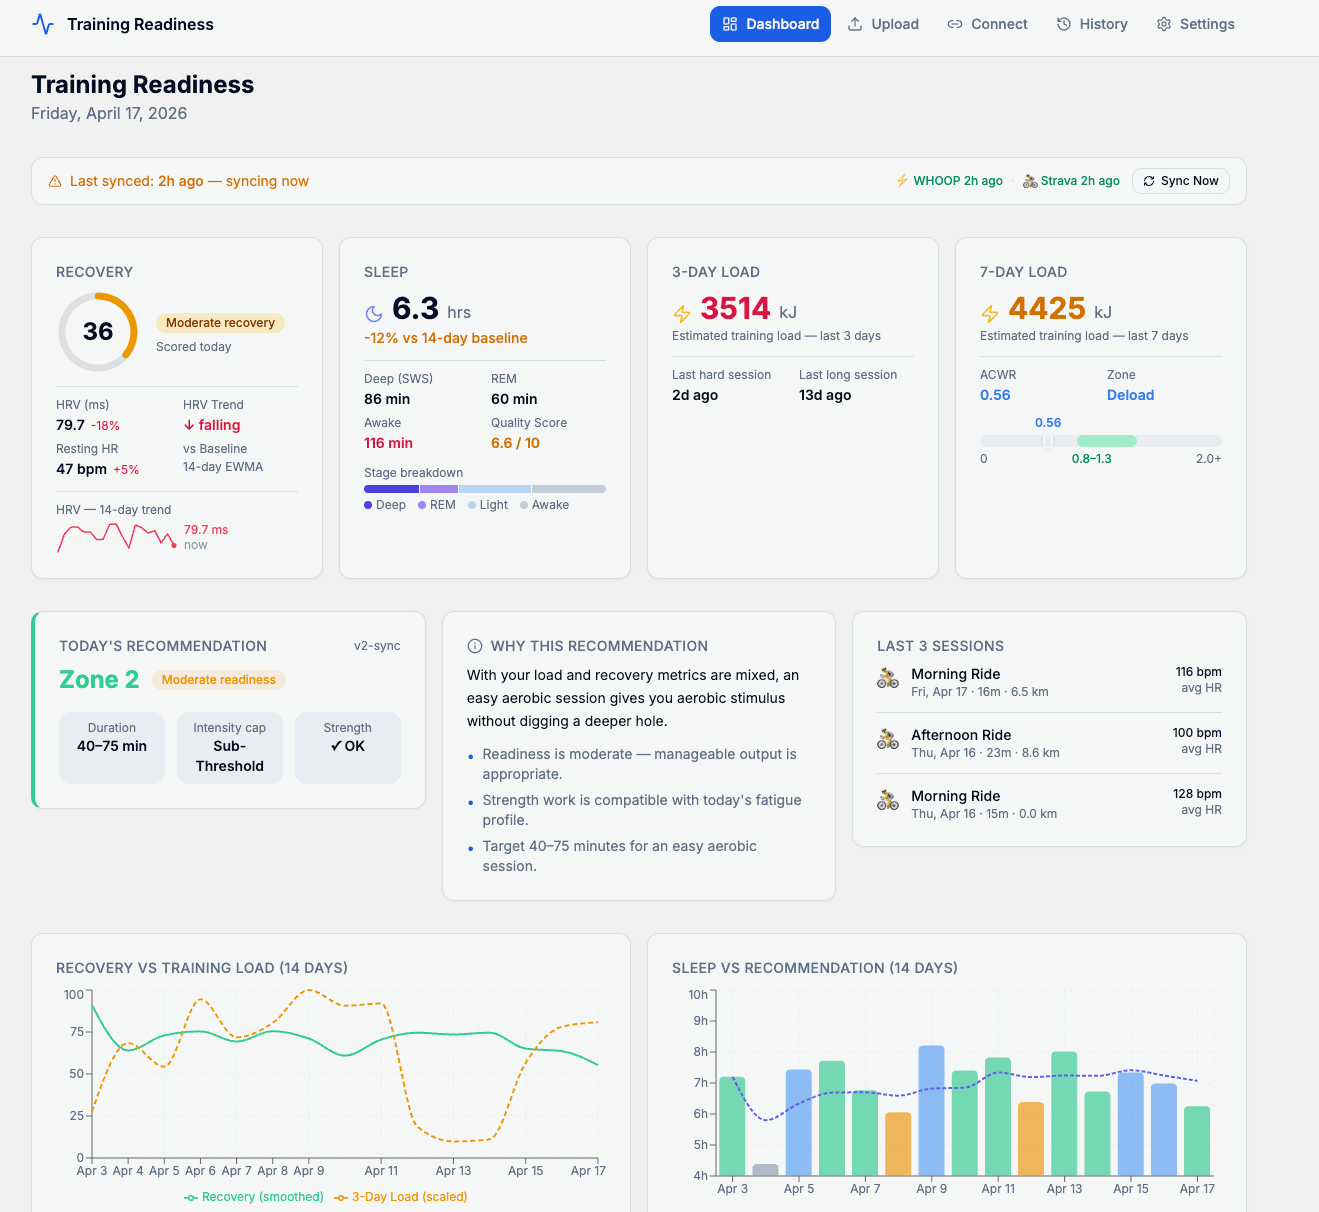 Training Readiness
Dashboard
Upload
Connect
History
Settings
Training Readiness
Friday, April 17, 2026
Last synced: 2h ago — syncing now
WHOOP 2h ago · Strava 2h ago
Sync Now
RECOVERY
36
Moderate recovery
Scored today
HRV (ms)
HRV Trend
79.7 -18%
↓ falling
Resting HR
vs Baseline
47 bpm +5%
14-day EWMA
HRV — 14-day trend
79.7 ms
now
SLEEP
6.3 hrs
-12% vs 14-day baseline
Deep (SWS)
REM
86 min
60 min
Awake
Quality Score
116 min
6.6 / 10
Stage breakdown
Deep
REM
Light
Awake
3-DAY LOAD
3514 kJ
Estimated training load — last 3 days
Last hard session
Last long session
2d ago
13d ago
7-DAY LOAD
4425 kJ
Estimated training load — last 7 days
ACWR
Zone
0.56
Deload
0.56
0
0.8–1.3
2.0+
TODAY'S RECOMMENDATION
v2-sync
Zone 2
Moderate readiness
Duration
40–75 min
Intensity cap
Sub-
Threshold
Strength
✓ OK
WHY THIS RECOMMENDATION
With your load and recovery metrics are mixed, an
easy aerobic session gives you aerobic stimulus
without digging a deeper hole.
• Readiness is moderate — manageable output is
appropriate.
• Strength work is compatible with today's fatigue
profile.
• Target 40–75 minutes for an easy aerobic
session.
LAST 3 SESSIONS
Morning Ride
Fri, Apr 17 · 16m · 6.5 km
116 bpm
avg HR
Afternoon Ride
Thu, Apr 16 · 23m · 8.6 km
100 bpm
avg HR
Morning Ride
Thu, Apr 16 · 15m · 0.0 km
128 bpm
avg HR
RECOVERY VS TRAINING LOAD (14 DAYS)
100
75
50
25
0
Apr 3 Apr 4 Apr 5 Apr 6 Apr 7 Apr 8 Apr 9 Apr 11 Apr 13 Apr 15 Apr 17
Recovery (smoothed)
3-Day Load (scaled)
SLEEP VS RECOMMENDATION (14 DAYS)
10h
9h
8h
7h
6h
5h
4h
Apr 3 Apr 5 Apr 7 Apr 9 Apr 11 Apr 13 Apr 15 Apr 17